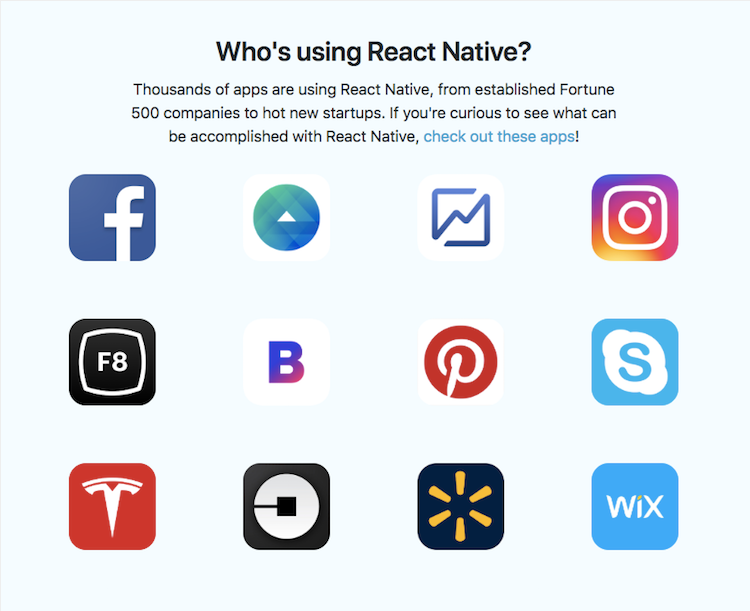 Who's using React Native?
Thousands of apps are using React Native, from established Fortune
500 companies to hot new startups. If you're curious to see what can
be accomplished with React Native, check out these apps!
f
F8
B
S
T
WiX